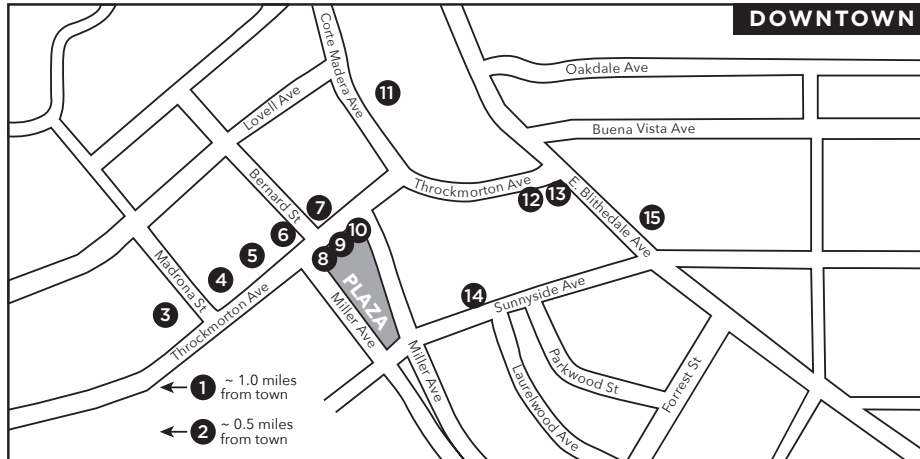 DOWNTOWN
Corte Madera Ave
Oakdale Ave
11
Lovell Ave
Buena Vista Ave
Bernard St
Throckmorton Ave
12
13
E. Blithedale Ave
7
15
6
10
9
8
5
4
Madrona St
PLAZA
14
Sunnyside Ave
3
Throckmorton Ave
Miller Ave
Miller Ave
Parkwood St
Laurelwood Ave
Forrest St
1 ~ 1.0 miles
from town
2 ~ 0.5 miles
from town